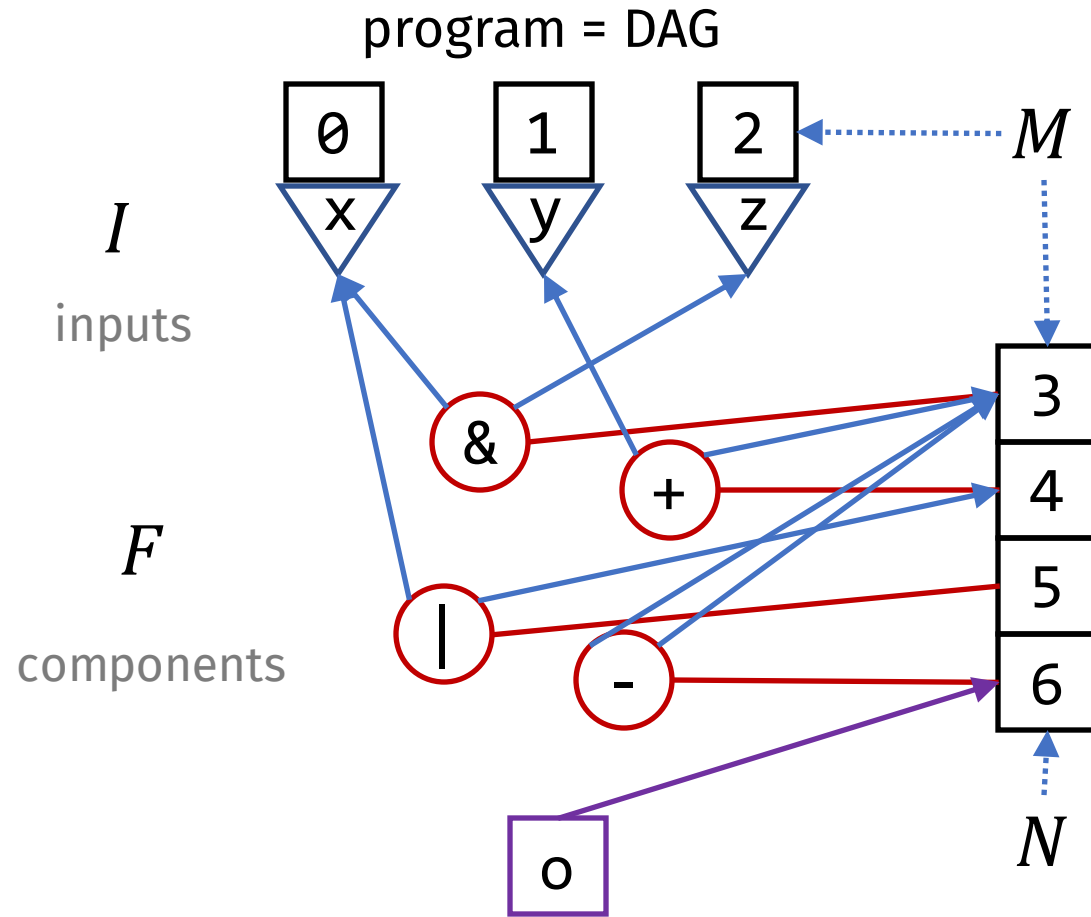 program = DAG
0 1 2 M
x y z
I
inputs
3
&
4
+
F
5
|
components
6
-
N
o